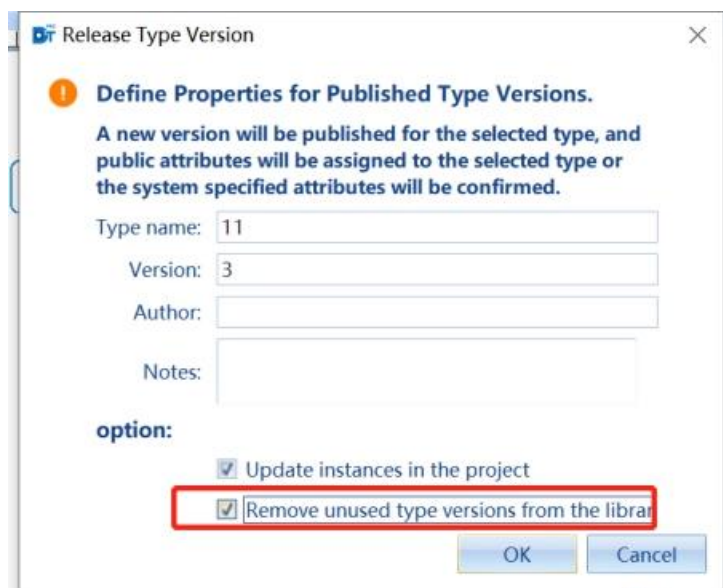 DT Release Type Version
Define Properties for Published Type Versions.
A new version will be published for the selected type, and
public attributes will be assigned to the selected type or
the system specified attributes will be confirmed.
Type name: 11
Version: 3
Author:
Notes:
option:
Update instances in the project
Remove unused type versions from the librar
OK Cancel